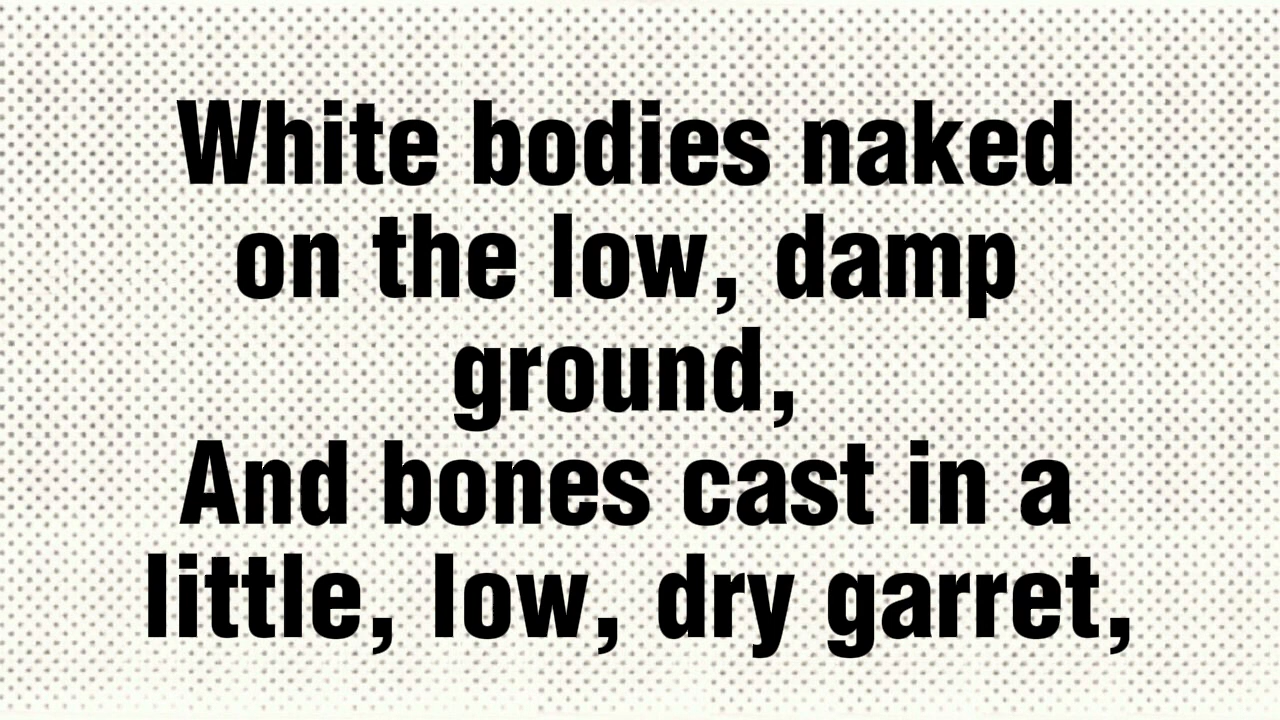 White bodies naked
on the low, damp
ground,
And bones cast in a
little, low, dry garret,